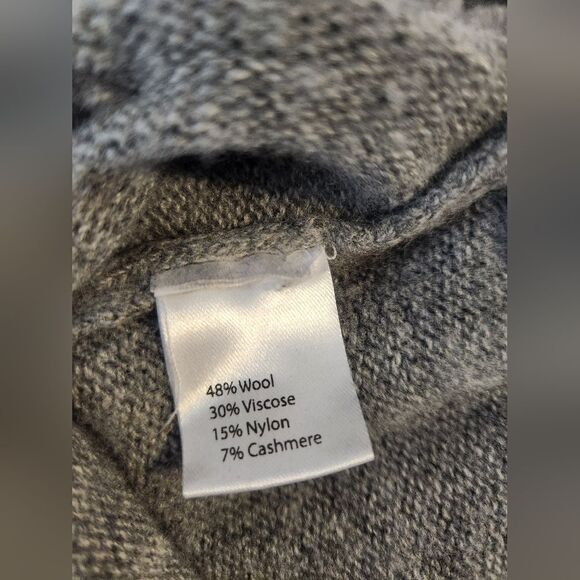 48% Wool
30% Viscose
15% Nylon
7% Cashmere